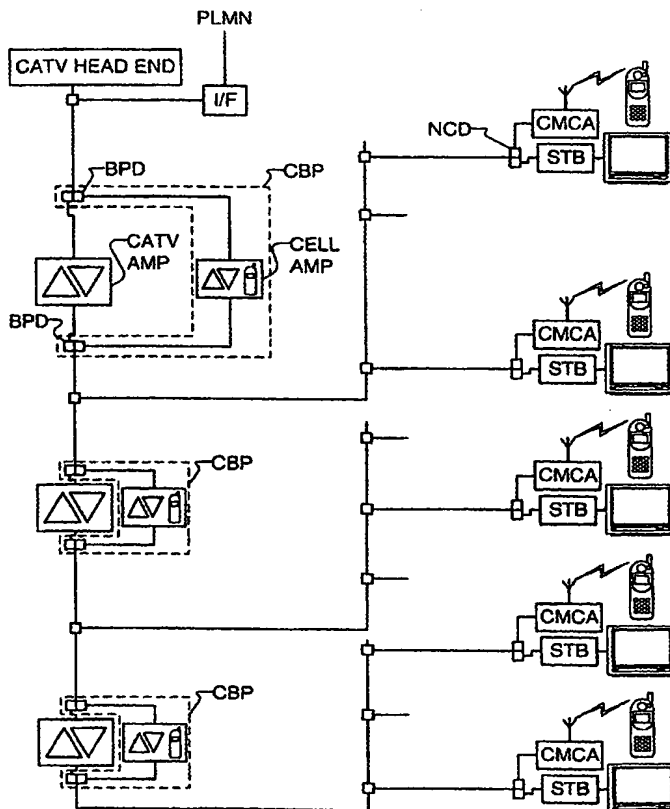 PLMN
CATV HEAD END
I/F
NCD
CMCA
STB
BPD
CBP
CATV
AMP
CELL
AMP
BPD
CMCA
STB
CBP
CMCA
STB
CMCA
STB
CBP
CMCA
STB